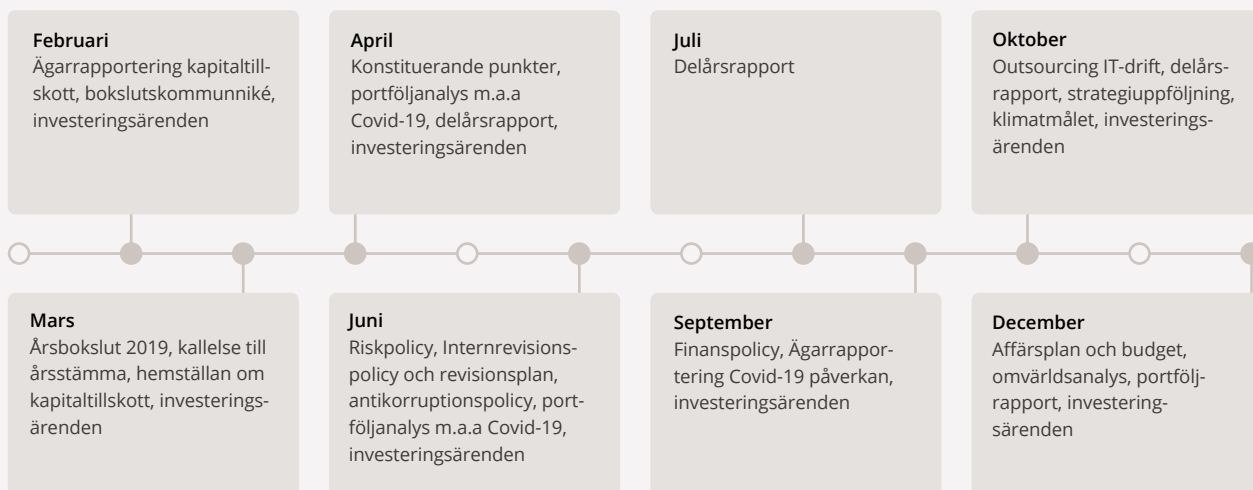 Februari
Ägarrapportering kapitaltill-
skott, bokslutskommunniké,
investeringsärenden
April
Konstituerande punkter,
portföljanalys m.a.a
Covid-19, delårsrapport,
investeringsärenden
Juli
Delårsrapport
Oktober
Outsourcing IT-drift, delårs-
rapport, strategiuppföljning,
klimatmålet, investerings-
ärenden
Mars
Årsbokslut 2019, kallelse till
årsstämma, hemställan om
kapitaltillskott, investerings-
ärenden
Juni
Riskpolicy, Internrevisions-
policy och revisionsplan,
antikorruptionspolicy, port-
följanalys m.a.a Covid-19,
investeringsärenden
September
Finanspolicy, Ägarrappor-
tering Covid-19 påverkan,
investeringsärenden
December
Affärsplan och budget,
omvärldsanalys, portfölj-
rapport, investering-
särenden